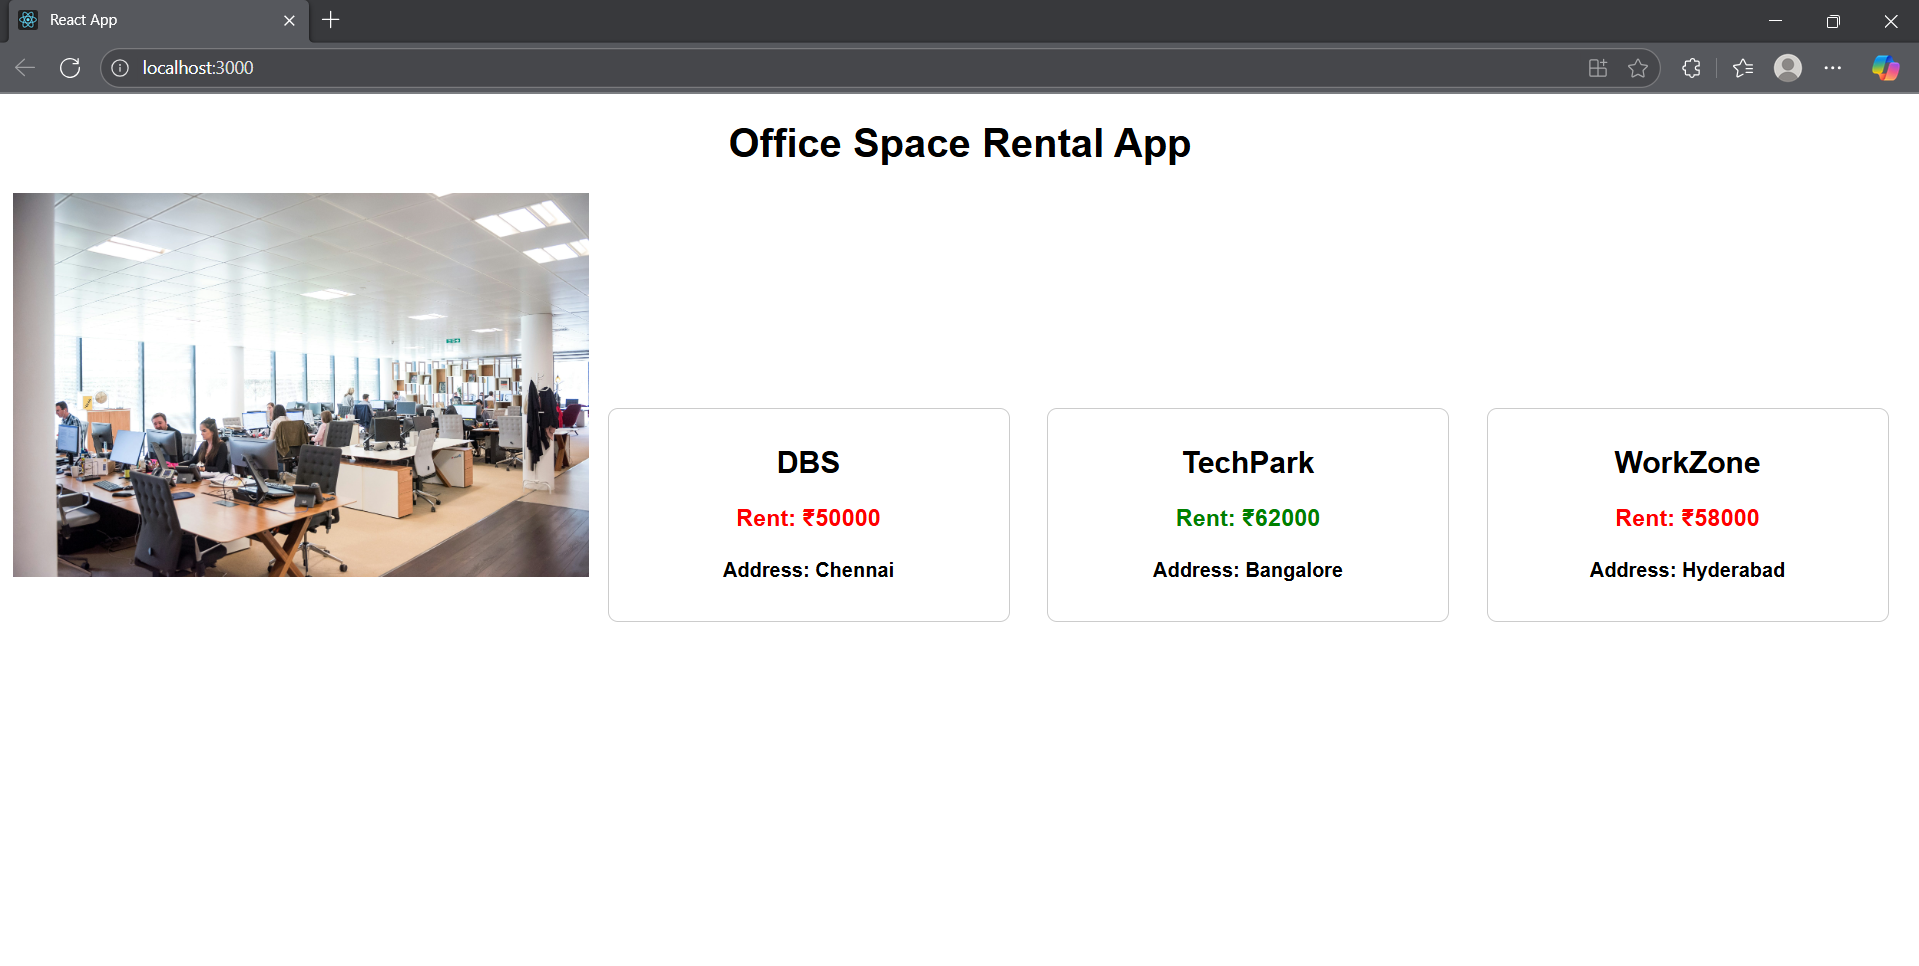 React App
localhost:3000
Office Space Rental App
DBS
Rent: ₹50000
Address: Chennai
TechPark
Rent: ₹62000
Address: Bangalore
WorkZone
Rent: ₹58000
Address: Hyderabad